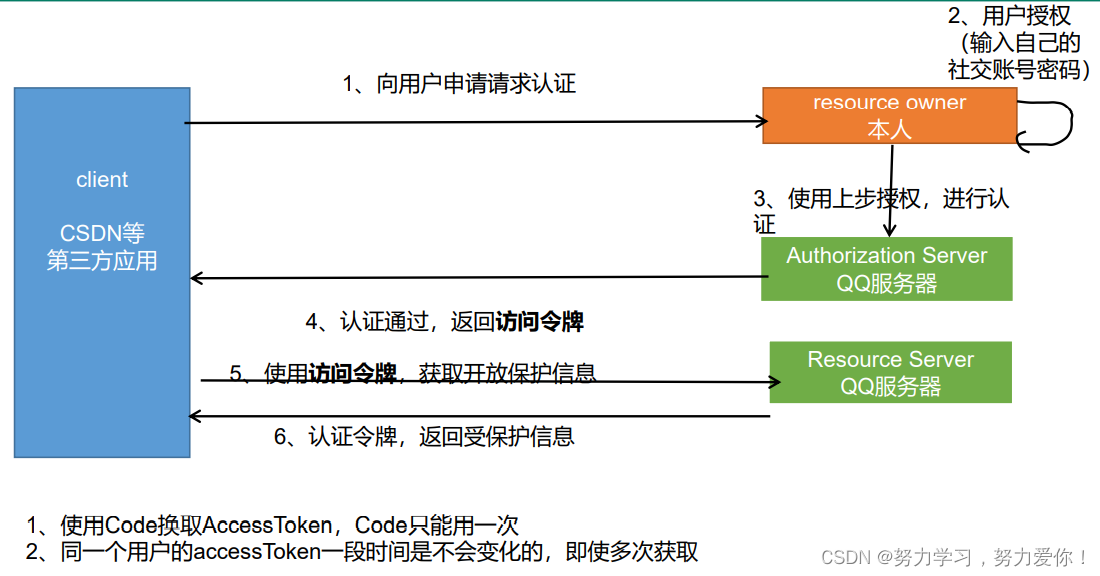 2、用户授权
（输入自己的
社交账号密码）
1、向用户申请请求认证
resource owner
本人
client
CSDN等
第三方应用
3、使用上步授权，进行认
证
Authorization Server
QQ服务器
4、认证通过，返回访问令牌
Resource Server
QQ服务器
5、使用访问令牌，获取开放保护信息
6、认证令牌，返回受保护信息
1、使用Code换取AccessToken，Code只能用一次
2、同一个用户的accessToken一段时间是不会变化的，即使多次获取
CSDN @努力学习，努力爱你！